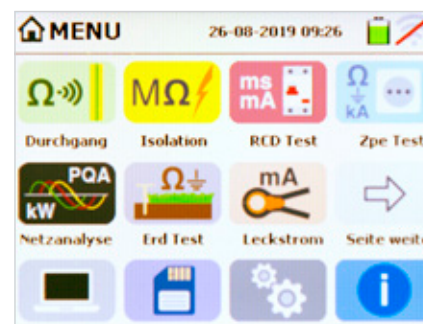 MENU 26-08-2019 09:26
Ω MΩ ms mA Ω kA
Durchgang Isolation RCD Test Zpe Test
PQA kW Ω mA
Netzanalyse Erd Test Leckstrom Seite weit
i